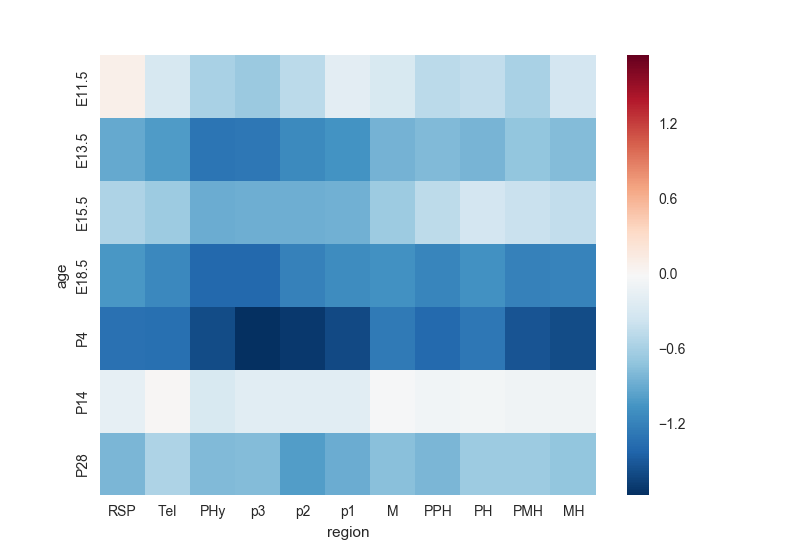 E11.5
E13.5
E15.5
E18.5
P4
P14
P28
age
RSP Tel PHy p3 p2 p1 M PPH PH PMH MH
region
1.2
0.6
0.0
−0.6
−1.2